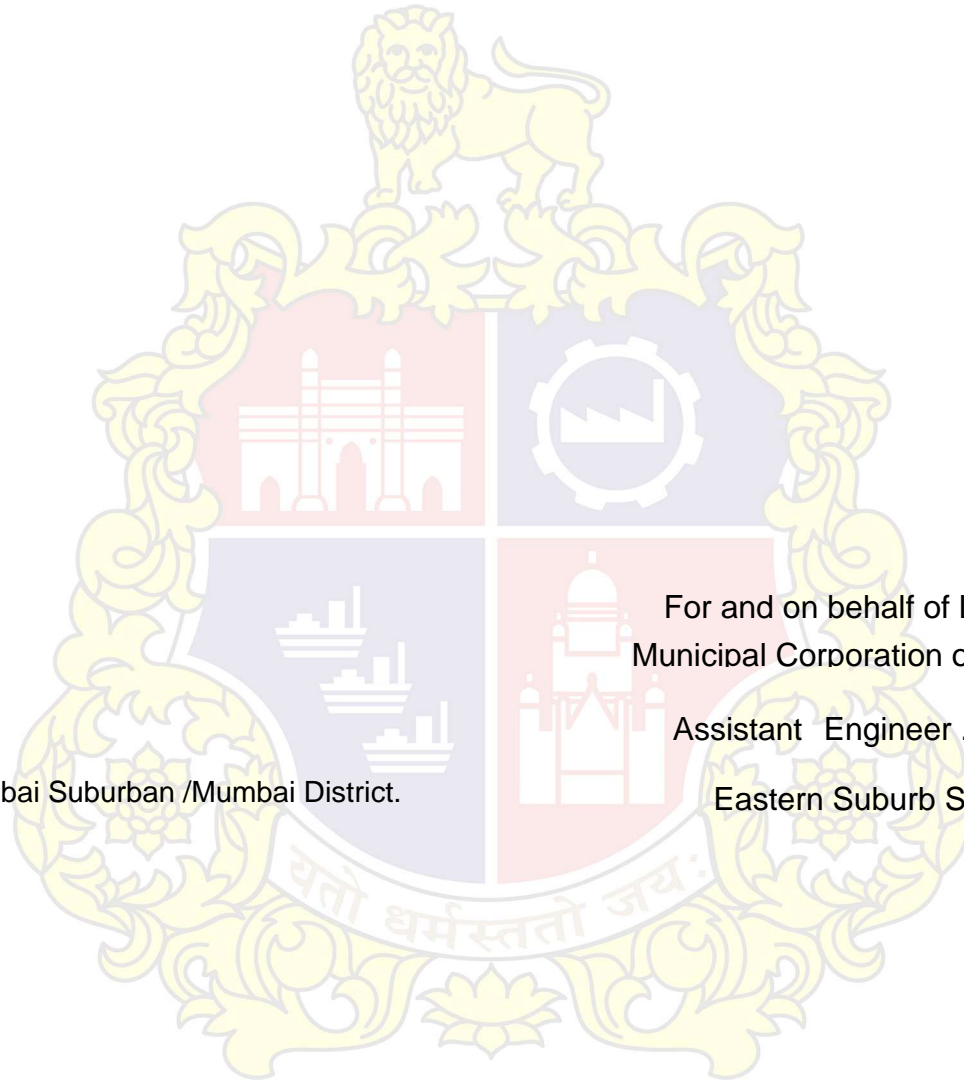 For and on behalf of
Municipal Corporation
Assistant Engineer
bai Suburban /Mumbai District.
Eastern Suburb
यतो धर्मस्ततो जय: